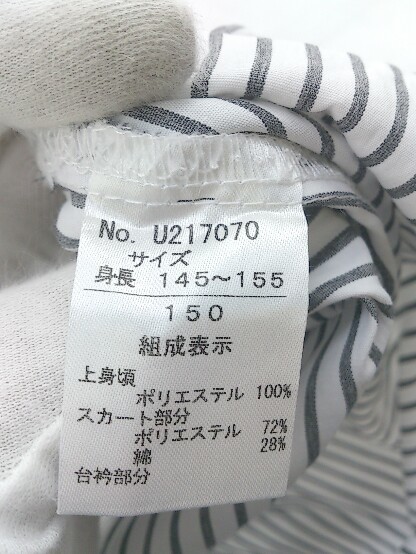 No. U217070
サイズ
身長 145〜155
150
組成表示
上身頃
ポリエステル 100%
スカート部分
ポリエステル 72%
綿 28%
台衿部分